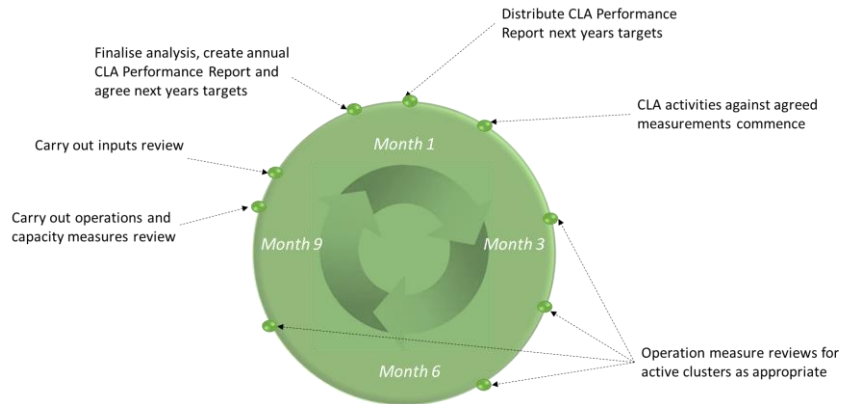 Distribute CLA Performance
Report next years targets
Finalise analysis, create annual
CLA Performance Report and
agree next years targets
CLA activities against agreed
measurements commence
Month 1
Carry out inputs review
Carry out operations and
capacity measures review
Month 9
Month 3
Operation measure reviews for
active clusters as appropriate
Month 6